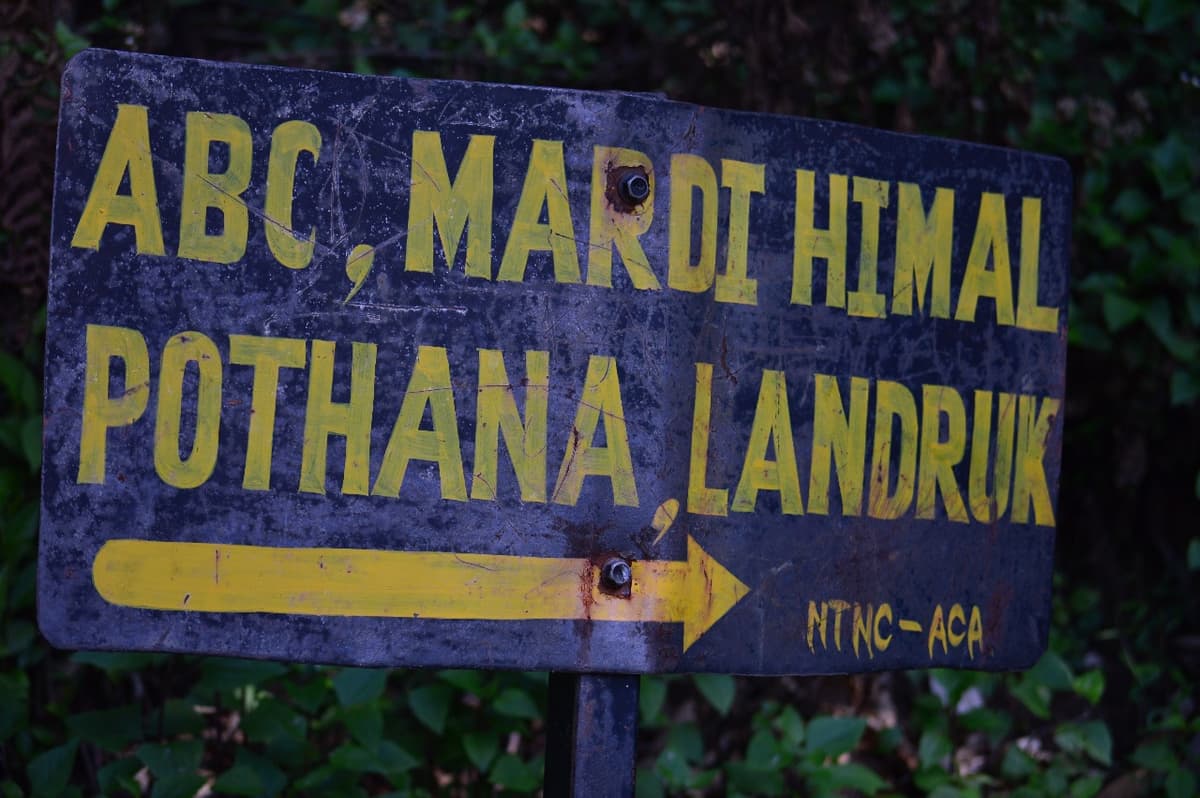 ABC, MARDI HIMAL
POTHANA, LANDRUK
NTNC-ACA